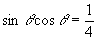 sin θcos θ = 1/4